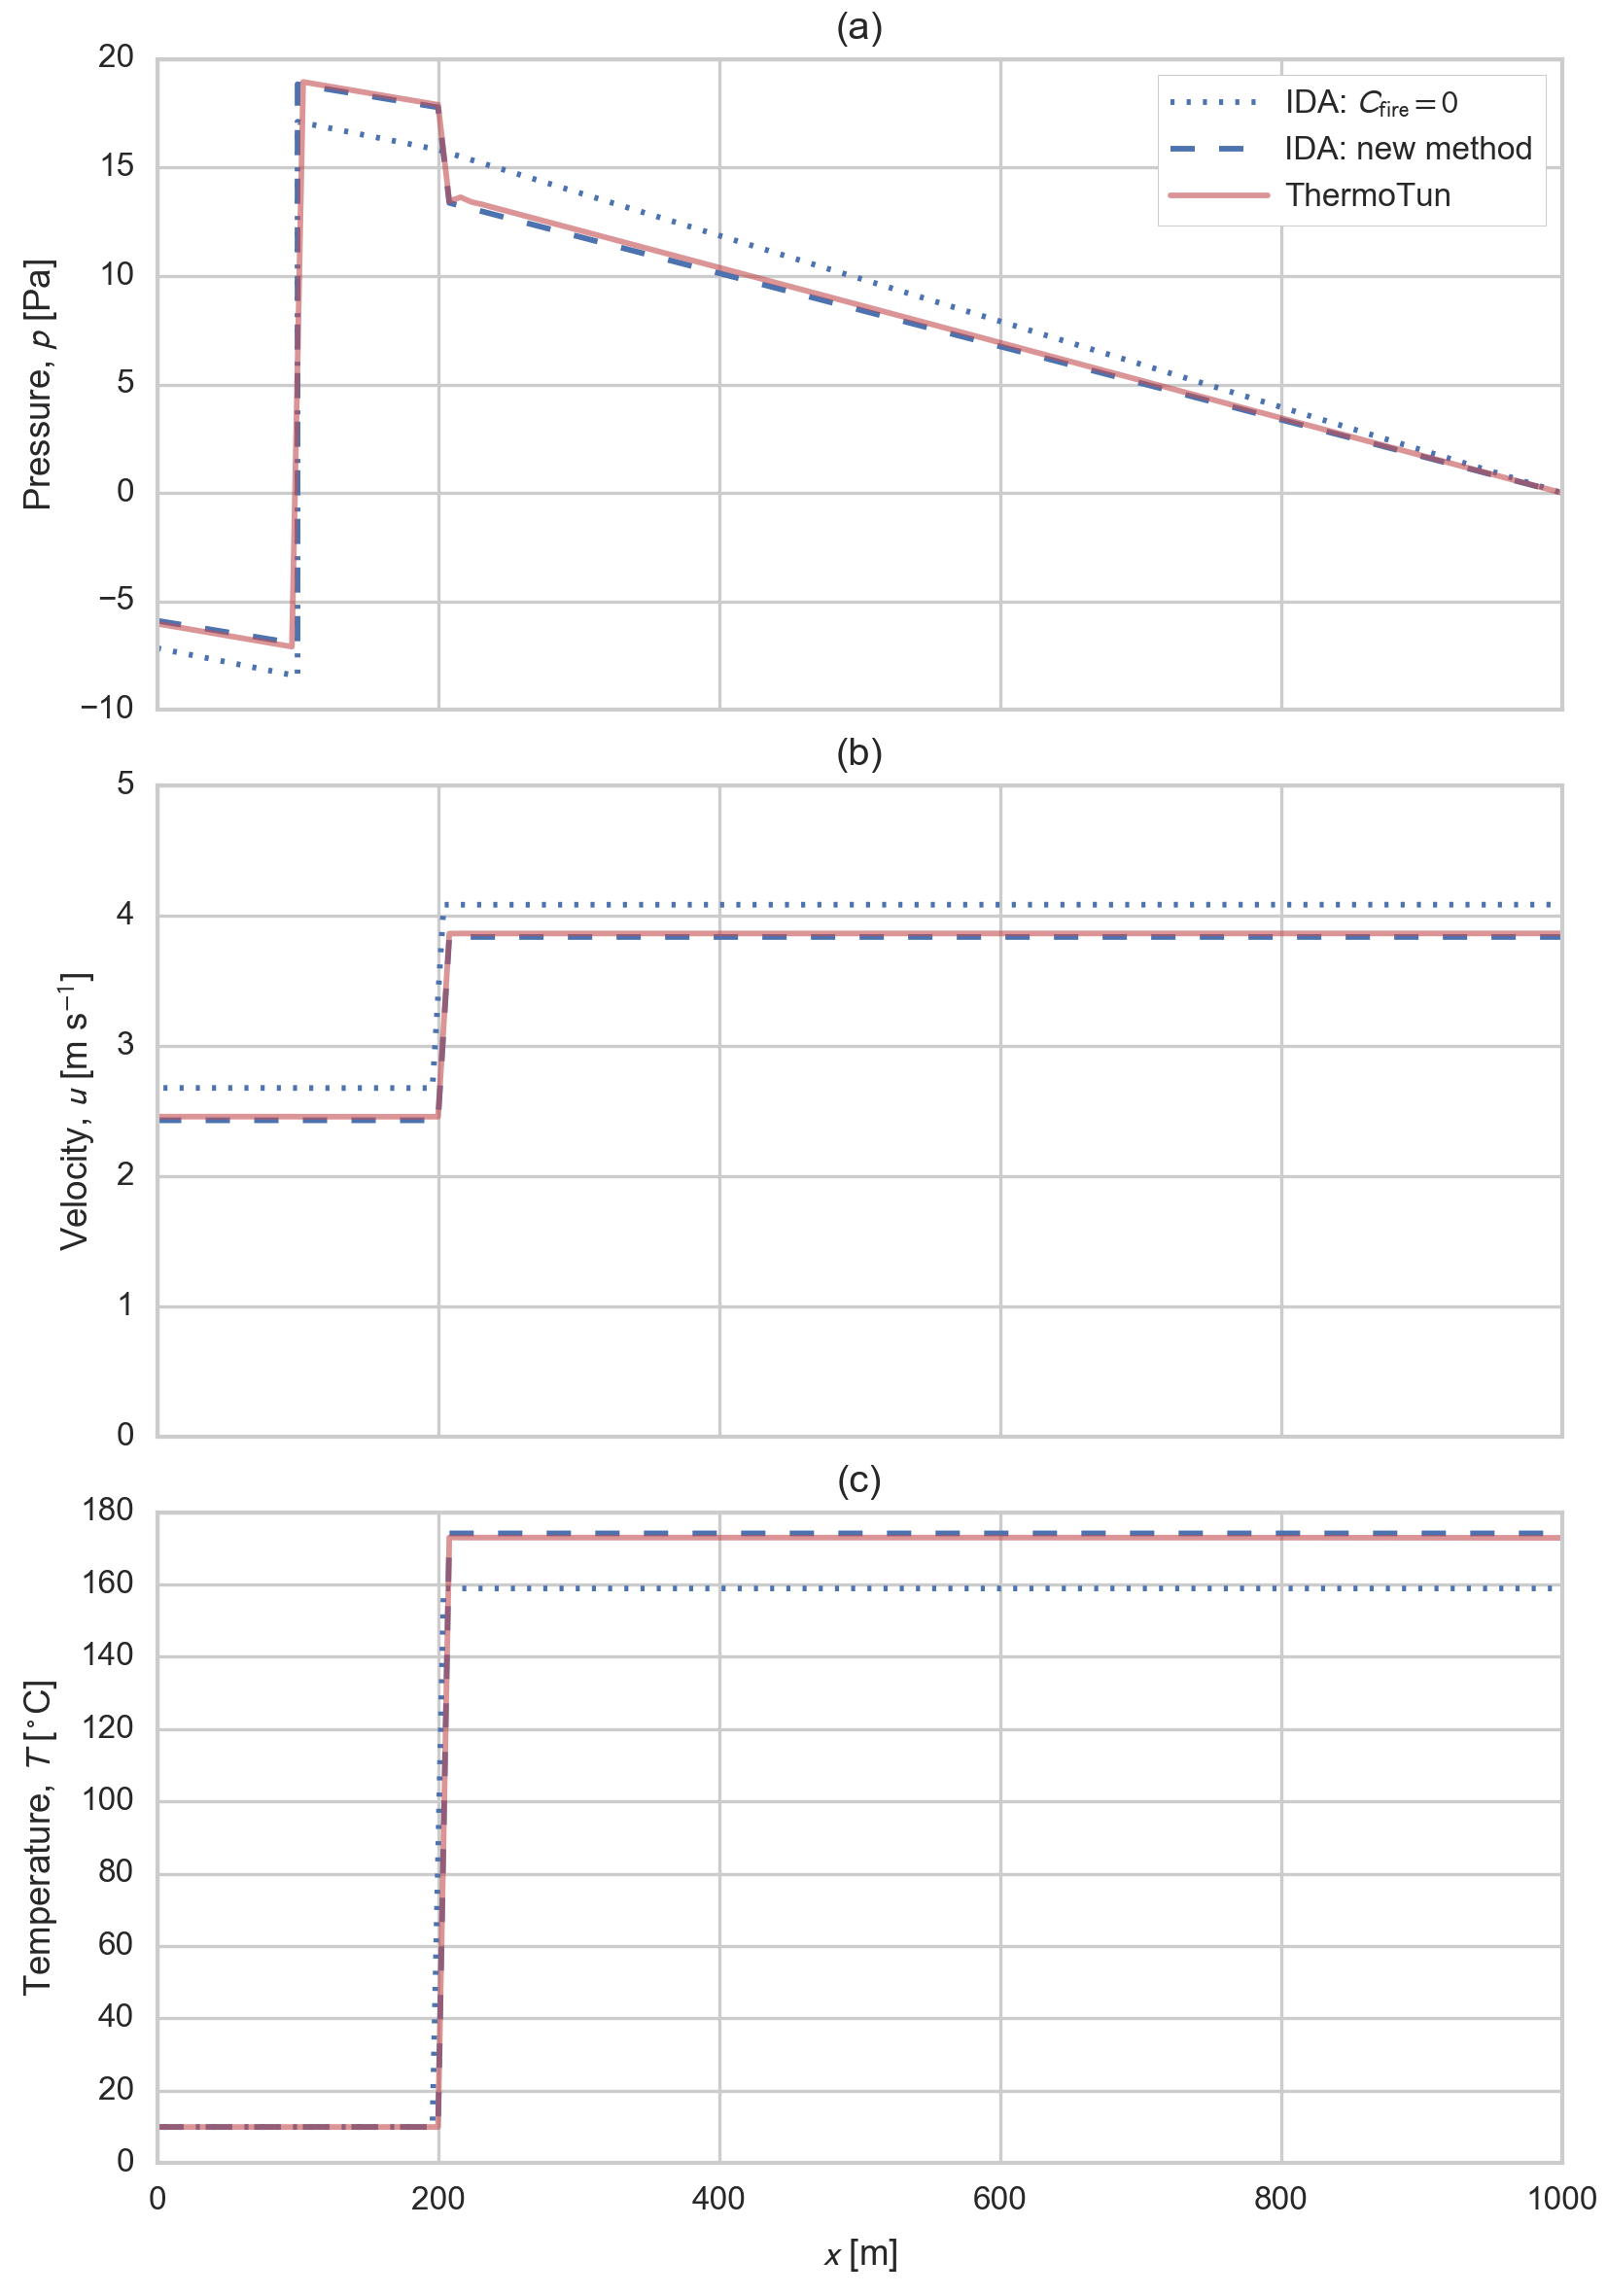 (a)
20
15
10
5
0
−5
−10
Pressure, p [Pa]
IDA: C_fire = 0
IDA: new method
ThermoTun
(b)
5
4
3
2
1
0
Velocity, u [m s⁻¹]
(c)
180
160
140
120
100
80
60
40
20
0
Temperature, T [°C]
0 200 400 600 800 1000
x [m]